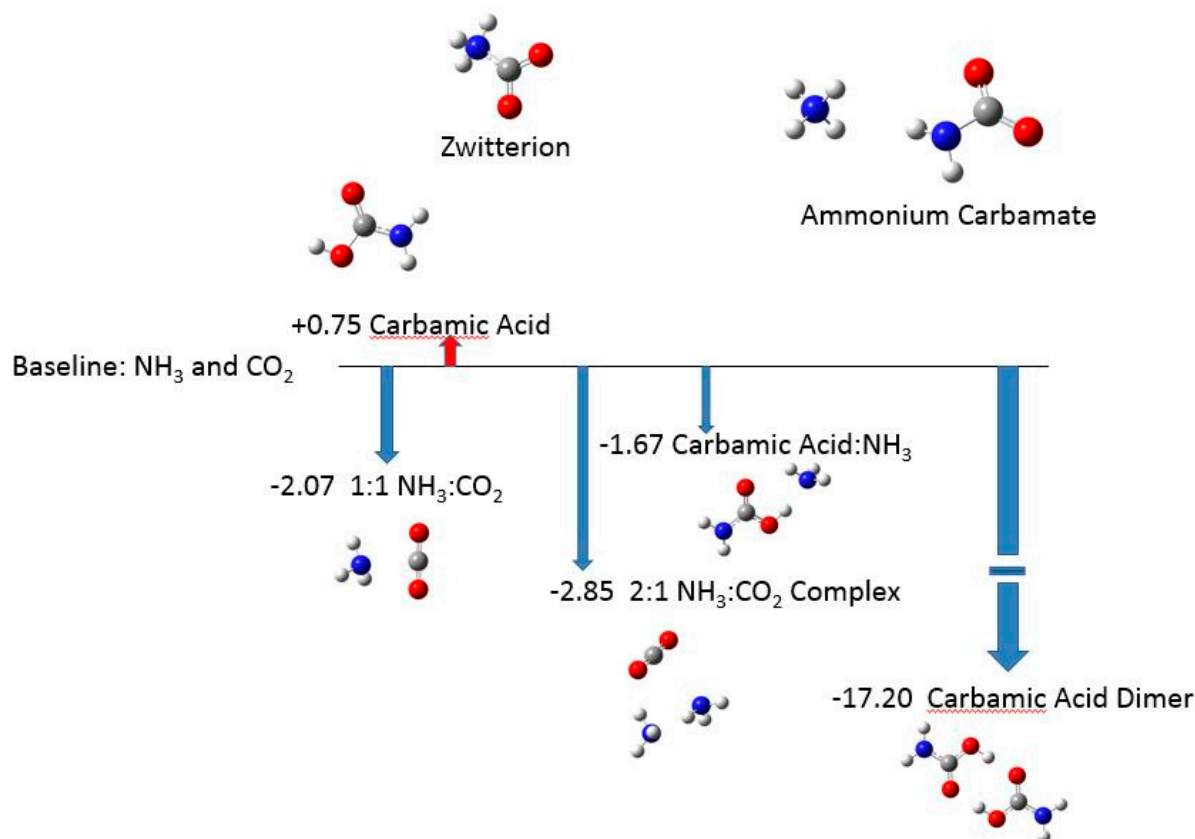 Zwitterion
Ammonium Carbamate
+0.75 Carbamic Acid
Baseline: NH₃ and CO₂
-1.67 Carbamic Acid:NH₃
-2.07 1:1 NH₃:CO₂
-2.85 2:1 NH₃:CO₂ Complex
-17.20 Carbamic Acid Dimer